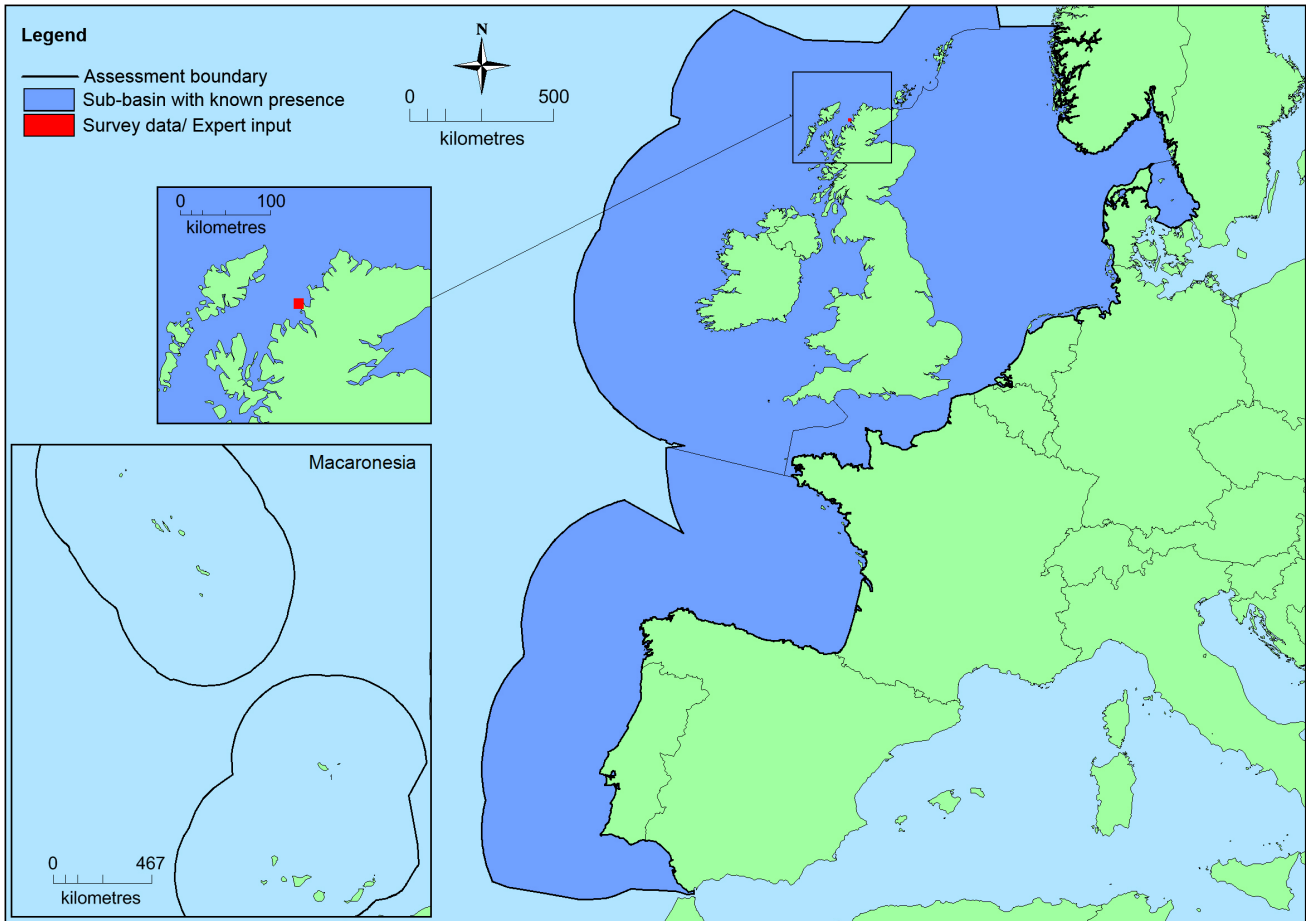 Legend
Assessment boundary
Sub-basin with known presence
Survey data/ Expert input
N
0 500
kilometres
0 100
kilometres
Macaronesia
0 467
kilometres